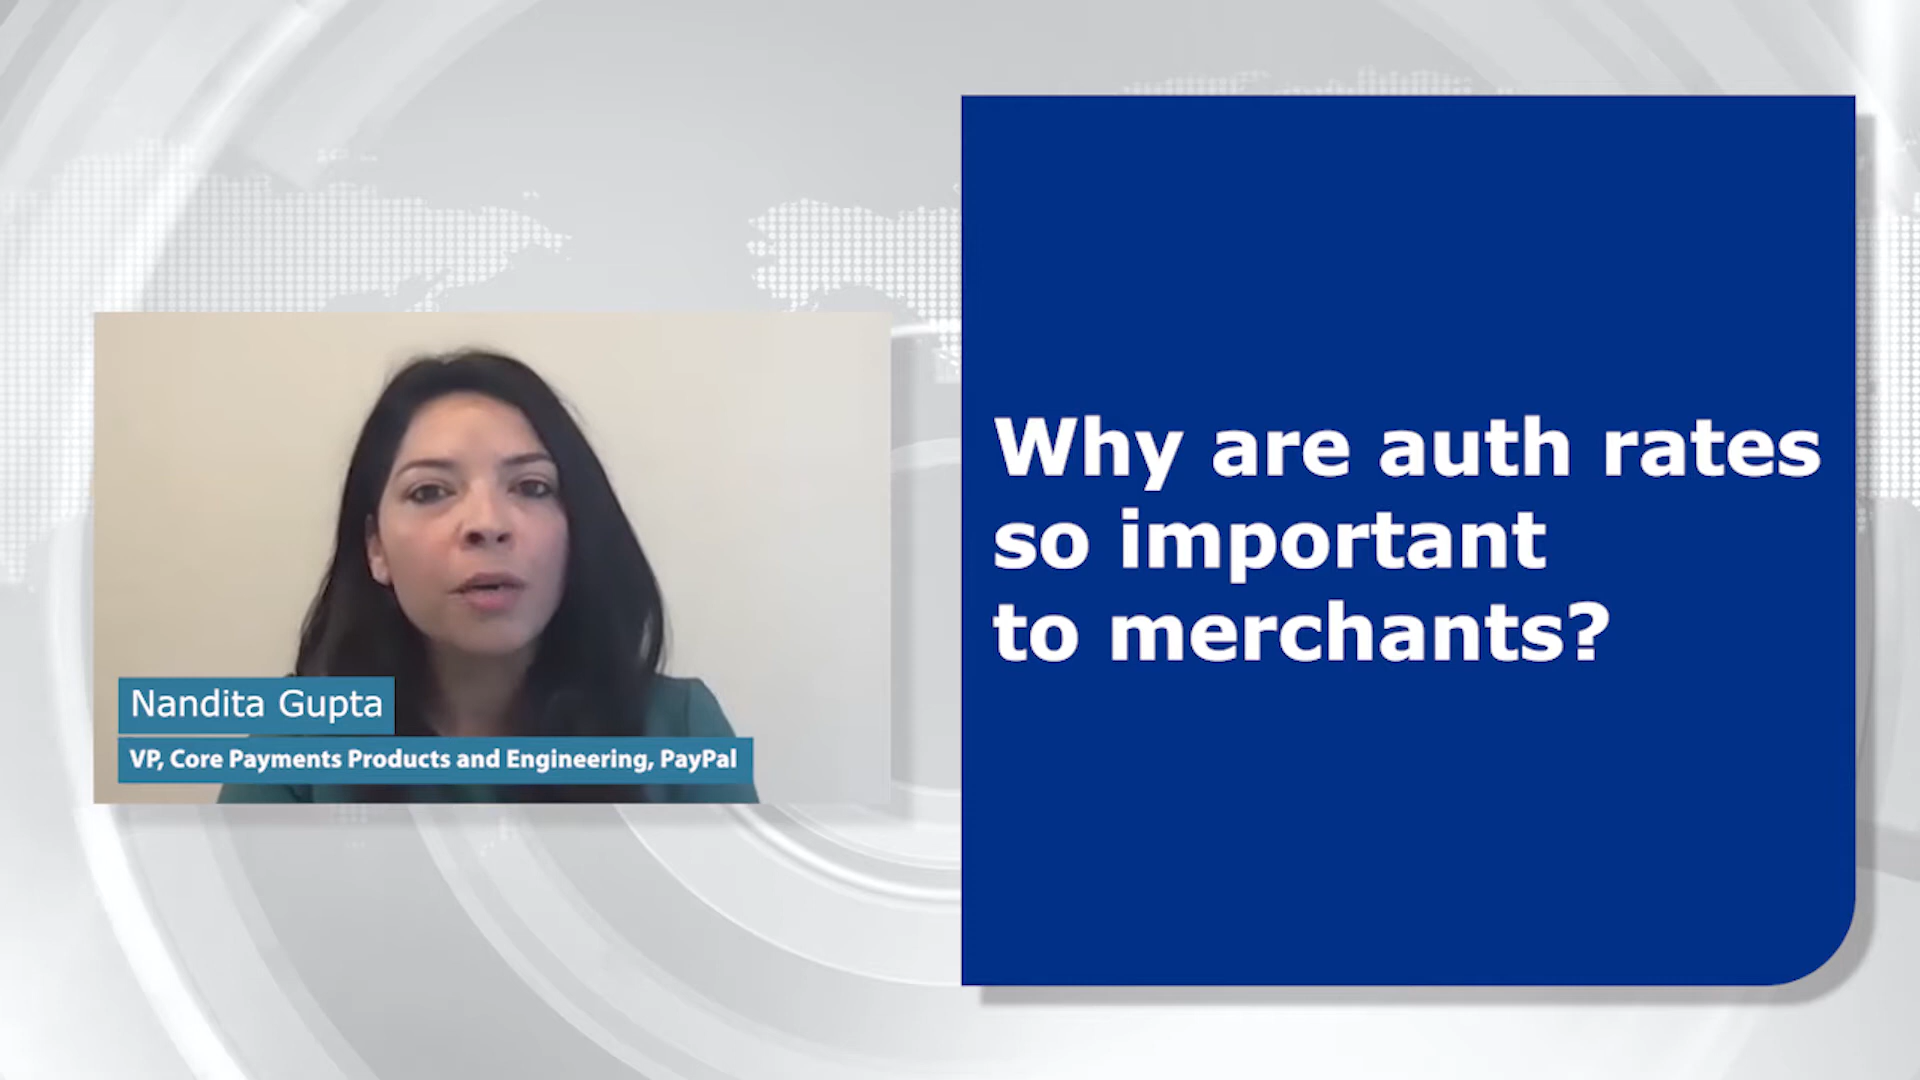 Nandita Gupta
VP, Core Payments Products and Engineering, PayPal
Why are auth rates
so important
to merchants?